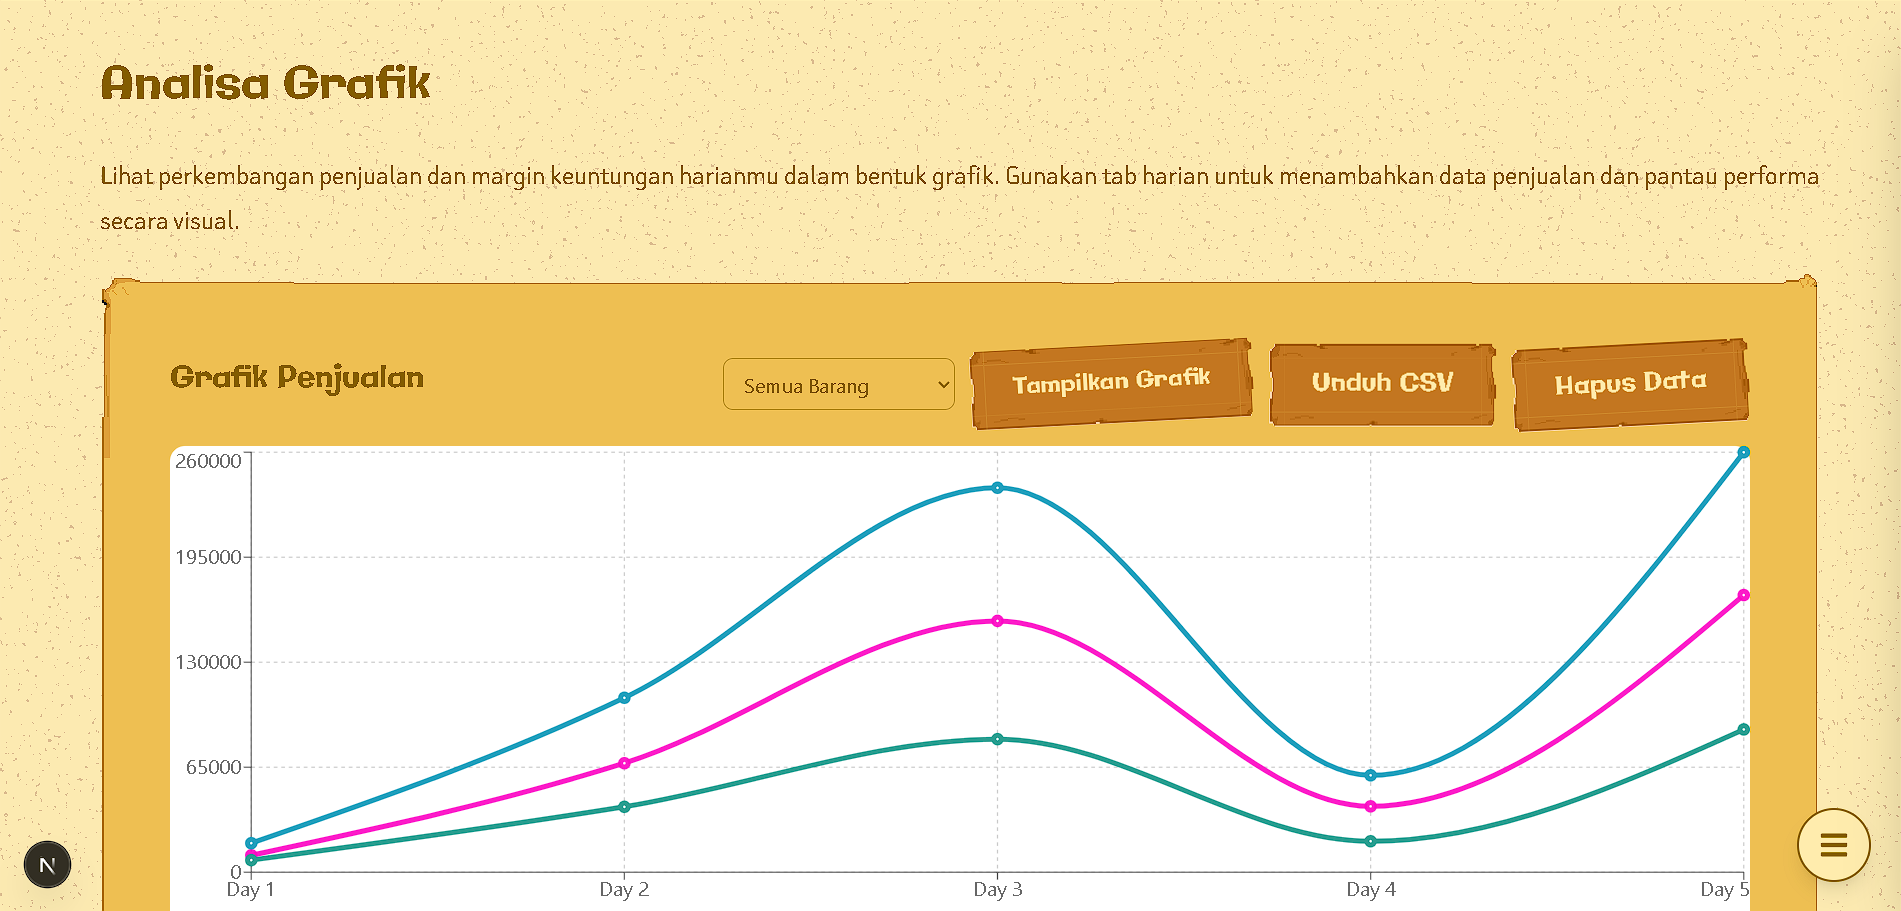 Analisa Grafik
Lihat perkembangan penjualan dan margin keuntungan harianmu dalam bentuk grafik. Gunakan tab harian untuk menambahkan data penjualan dan pantau performa
secara visual.
Grafik Penjualan
Semua Barang
Tampilkan Grafik
Unduh CSV
Hapus Data
260000
195000
130000
65000
0
Day 1
Day 2
Day 3
Day 4
Day 5
N